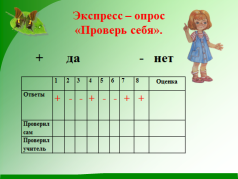 Экспресс – опрос
«Проверь себя».
+ да - нет
1 2 3 4 5 6 7 8 Оценка
Ответы + - - + - - + +
Проверил
сам
Проверил
учитель